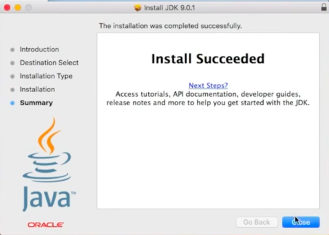 Install JDK 9.0.1
The installation was completed successfully.
Introduction
Destination Select
Installation Type
Installation
Summary
Install Succeeded
Next Steps?
Access tutorials, API documentation, developer guides,
release notes and more to help you get started with the JDK.
Java™
ORACLE
Go Back
Close